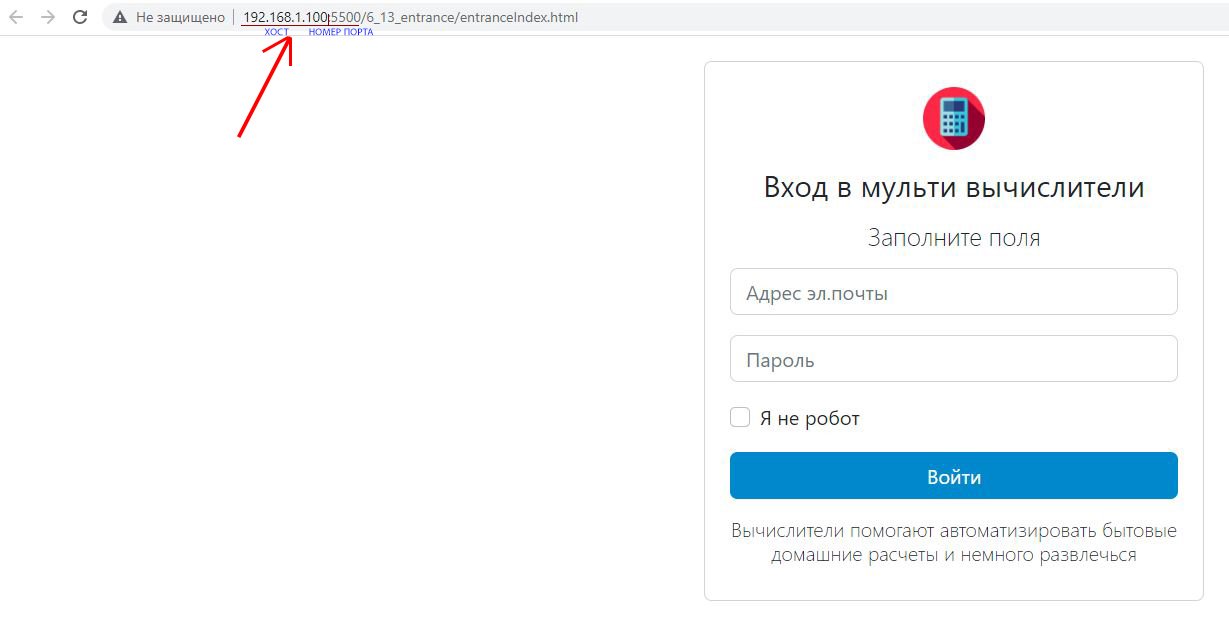 Не защищено 192.168.1.100:5500/6_13_entrance/entranceIndex.html
ХОСТ НОМЕР ПОРТА
Вход в мульти вычислители
Заполните поля
Адрес эл.почты
Пароль
Я не робот
Войти
Вычислители помогают автоматизировать бытовые
домашние расчеты и немного развлечься